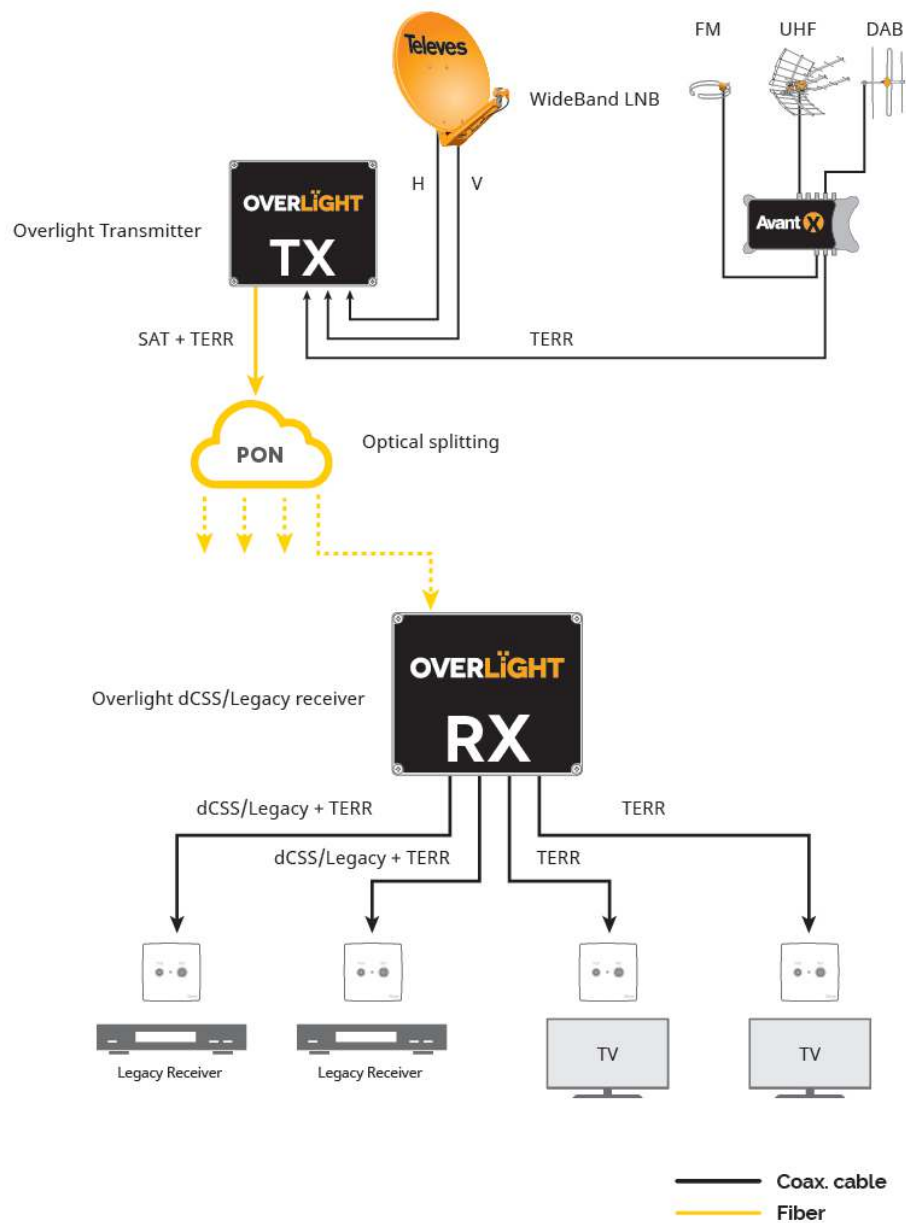 FM
UHF
DAB
Televes
WideBand LNB
H
V
OVERLÏGHT
TX
Avant X
Overlight Transmitter
SAT + TERR
TERR
PON
Optical splitting
OVERLÏGHT
RX
Overlight dCSS/Legacy receiver
dCSS/Legacy + TERR
TERR
dCSS/Legacy + TERR
TERR
TV
TV
Legacy Receiver
Legacy Receiver
Coax. cable
Fiber